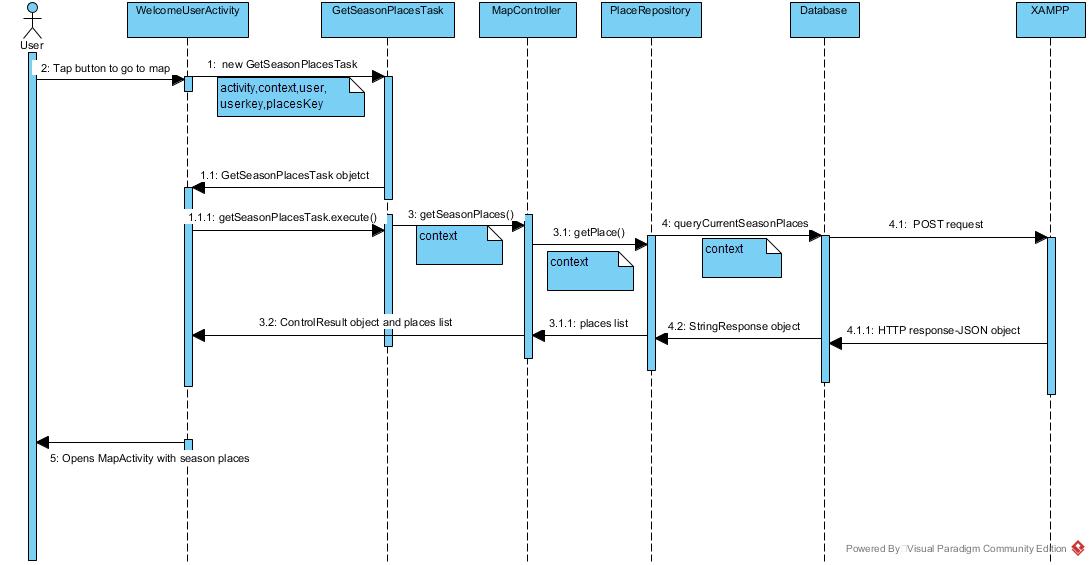 WelcomeUserActivity
GetSeasonPlacesTask
MapController
PlaceRepository
Database
XAMPP
User
2: Tap button to go to map
1:  new GetSeasonPlacesTask
activity,context,user,
userkey,placesKey
1.1: GetSeasonPlacesTask objetct
1.1.1: getSeasonPlacesTask.execute()
3: getSeasonPlaces()
context
3.1: getPlace()
context
4: queryCurrentSeasonPlaces
context
4.1:  POST request
3.2: ControlResult object and places list
3.1.1: places list
4.2: StringResponse object
4.1.1: HTTP response-JSON object
5: Opens MapActivity with season places
Powered By Visual Paradigm Community Edition